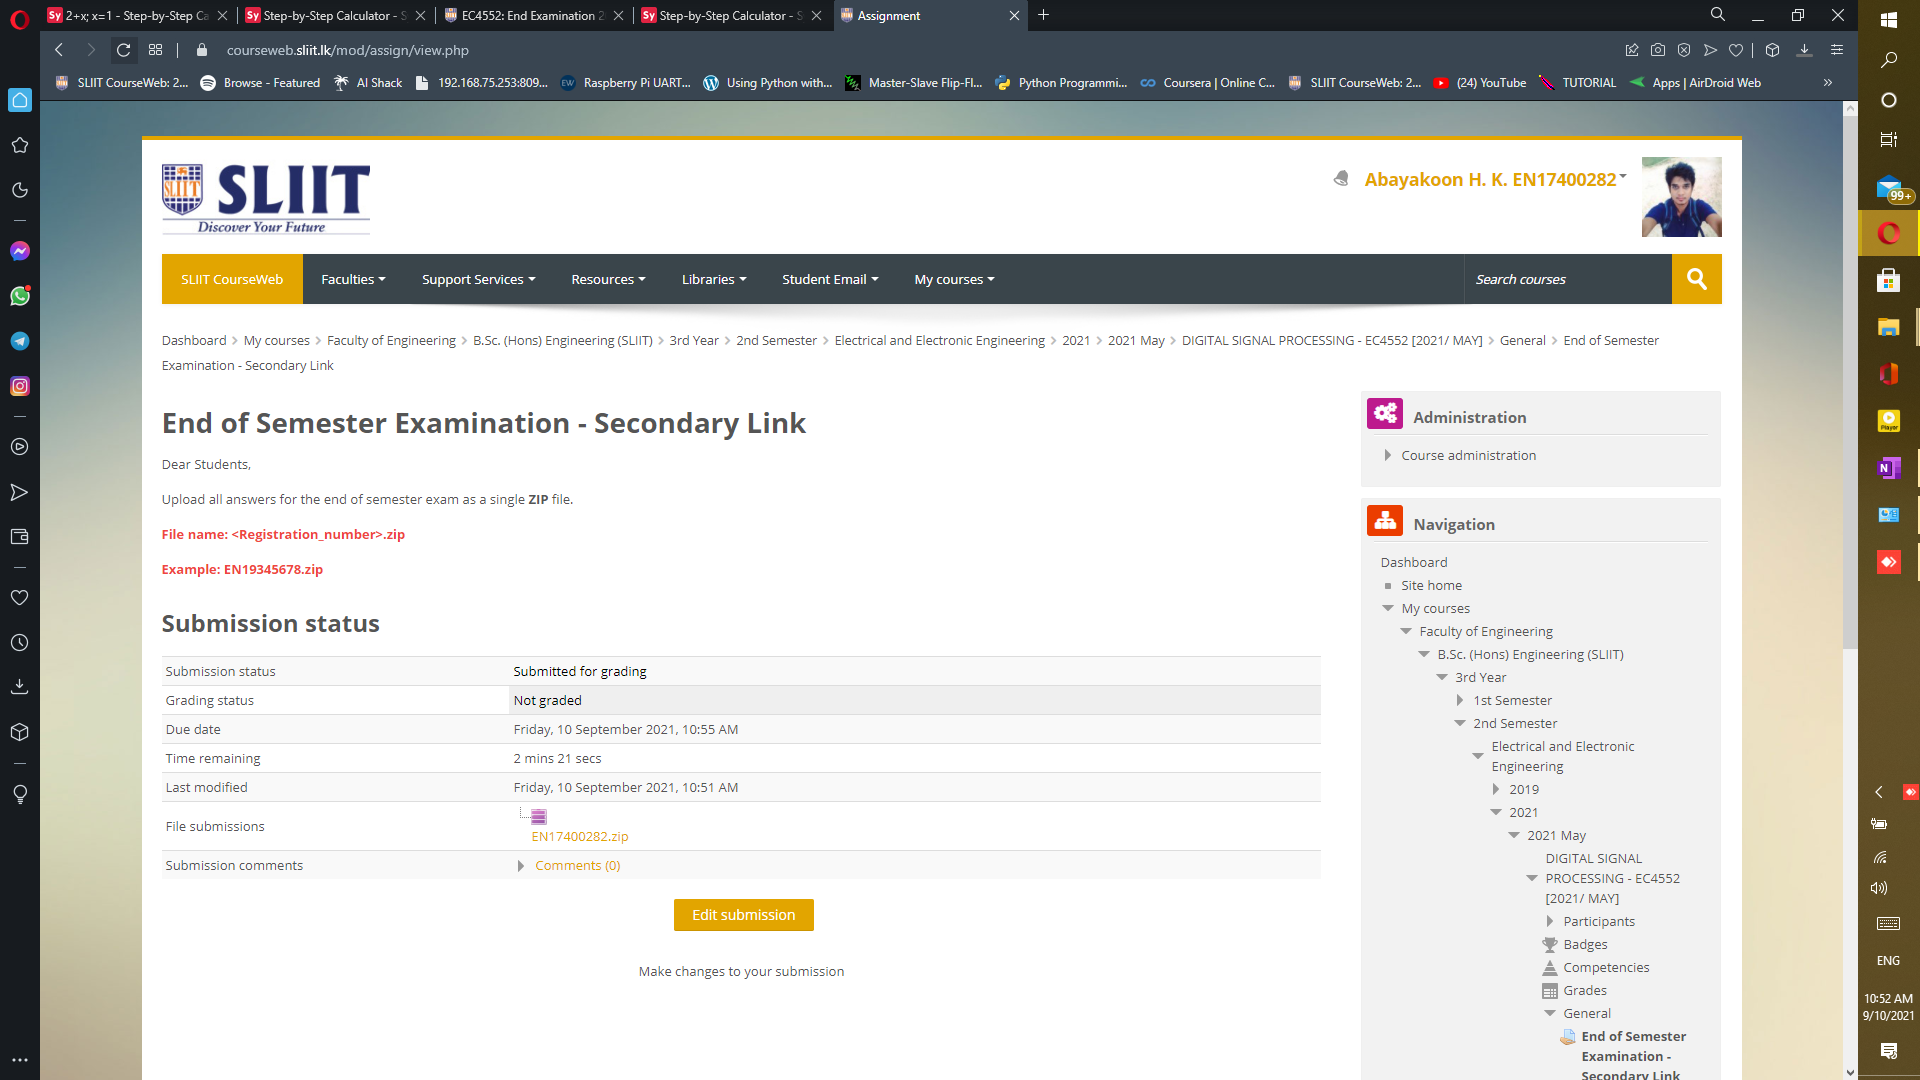 2+x; x=1 - Step-by-Step Ca
Step-by-Step Calculator - S
EC4552: End Examination 2
Step-by-Step Calculator - S
Assignment
courseweb.sliit.lk/mod/assign/view.php
SLIIT CourseWeb: 2...
Browse - Featured
AI Shack
192.168.75.253:809...
Raspberry Pi UART...
Using Python with...
Master-Slave Flip-Fl...
Python Programmi...
Coursera | Online C...
SLIIT CourseWeb: 2...
(24) YouTube
TUTORIAL
Apps | AirDroid Web
SLIIT
SLIIT
Discover Your Future
Abayakoon H. K. EN17400282
99+
SLIIT CourseWeb
Faculties
Support Services
Resources
Libraries
Student Email
My courses
Search courses
Dashboard > My courses > Faculty of Engineering > B.Sc. (Hons) Engineering (SLIIT) > 3rd Year > 2nd Semester > Electrical and Electronic Engineering > 2021 > 2021 May > DIGITAL SIGNAL PROCESSING - EC4552 [2021/ MAY] > General > End of Semester
Examination - Secondary Link
End of Semester Examination - Secondary Link
Dear Students,
Upload all answers for the end of semester exam as a single ZIP file.
File name: <Registration_number>.zip
Example: EN19345678.zip
Submission status
Submission status Submitted for grading
Grading status Not graded
Due date Friday, 10 September 2021, 10:55 AM
Time remaining 2 mins 21 secs
Last modified Friday, 10 September 2021, 10:51 AM
File submissions
EN17400282.zip
Submission comments Comments (0)
Edit submission
Make changes to your submission
Administration
Course administration
Navigation
Dashboard
Site home
My courses
Faculty of Engineering
B.Sc. (Hons) Engineering (SLIIT)
3rd Year
1st Semester
2nd Semester
Electrical and Electronic
Engineering
2019
2021
2021 May
DIGITAL SIGNAL
PROCESSING - EC4552
[2021/ MAY]
Participants
Badges
Competencies
Grades
General
End of Semester
Examination -
Secondary Link
Player
ENG
10:52 AM
9/10/2021